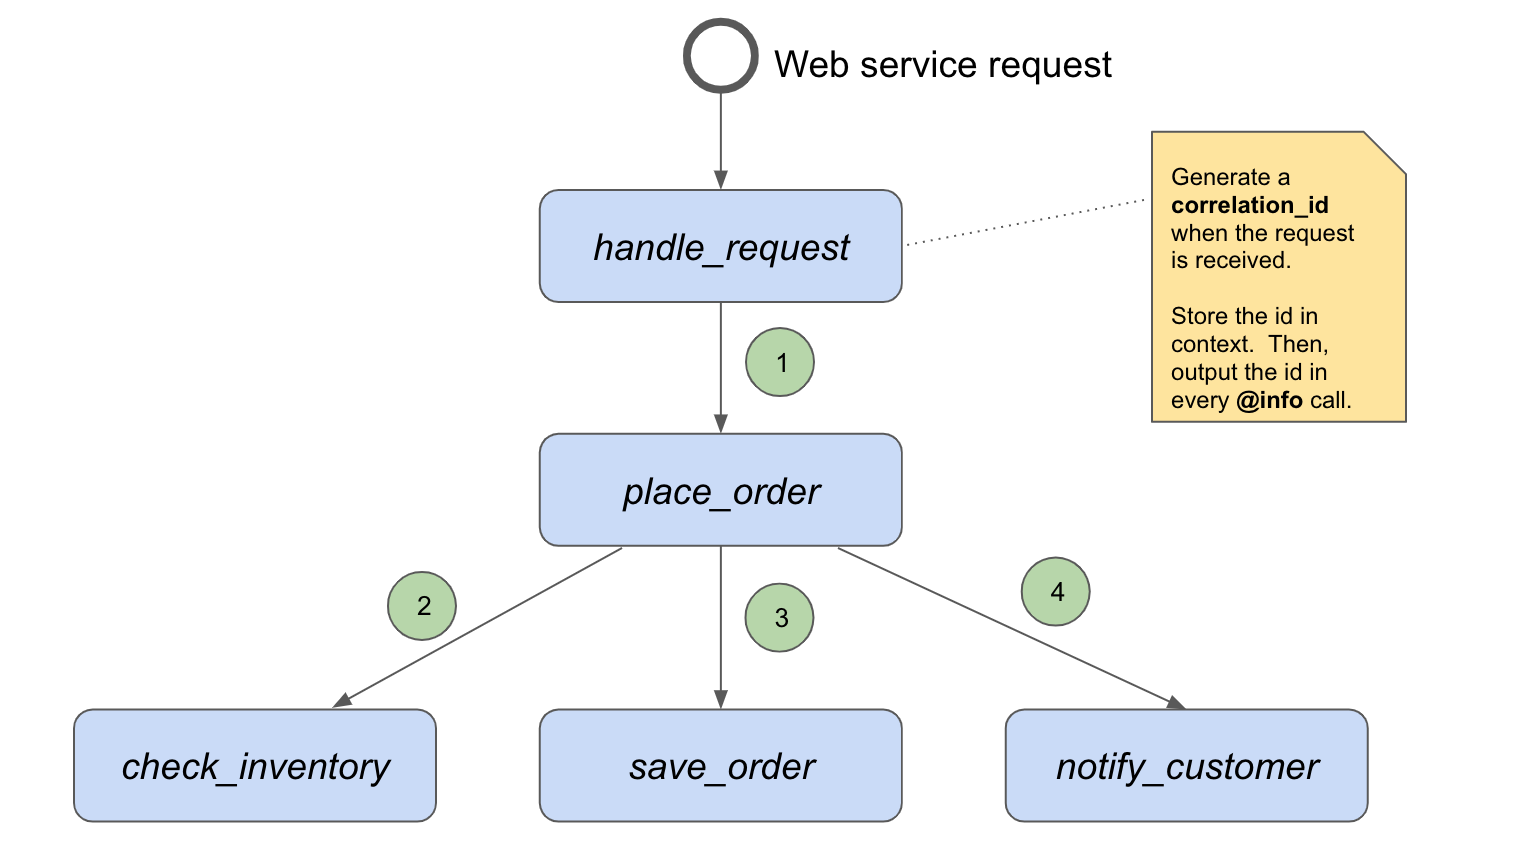 Web service request
Generate a
correlation_id
when the request
is received.
Store the id in
context.  Then,
output the id in
every @info call.
handle_request
1
place_order
2
3
4
check_inventory
save_order
notify_customer